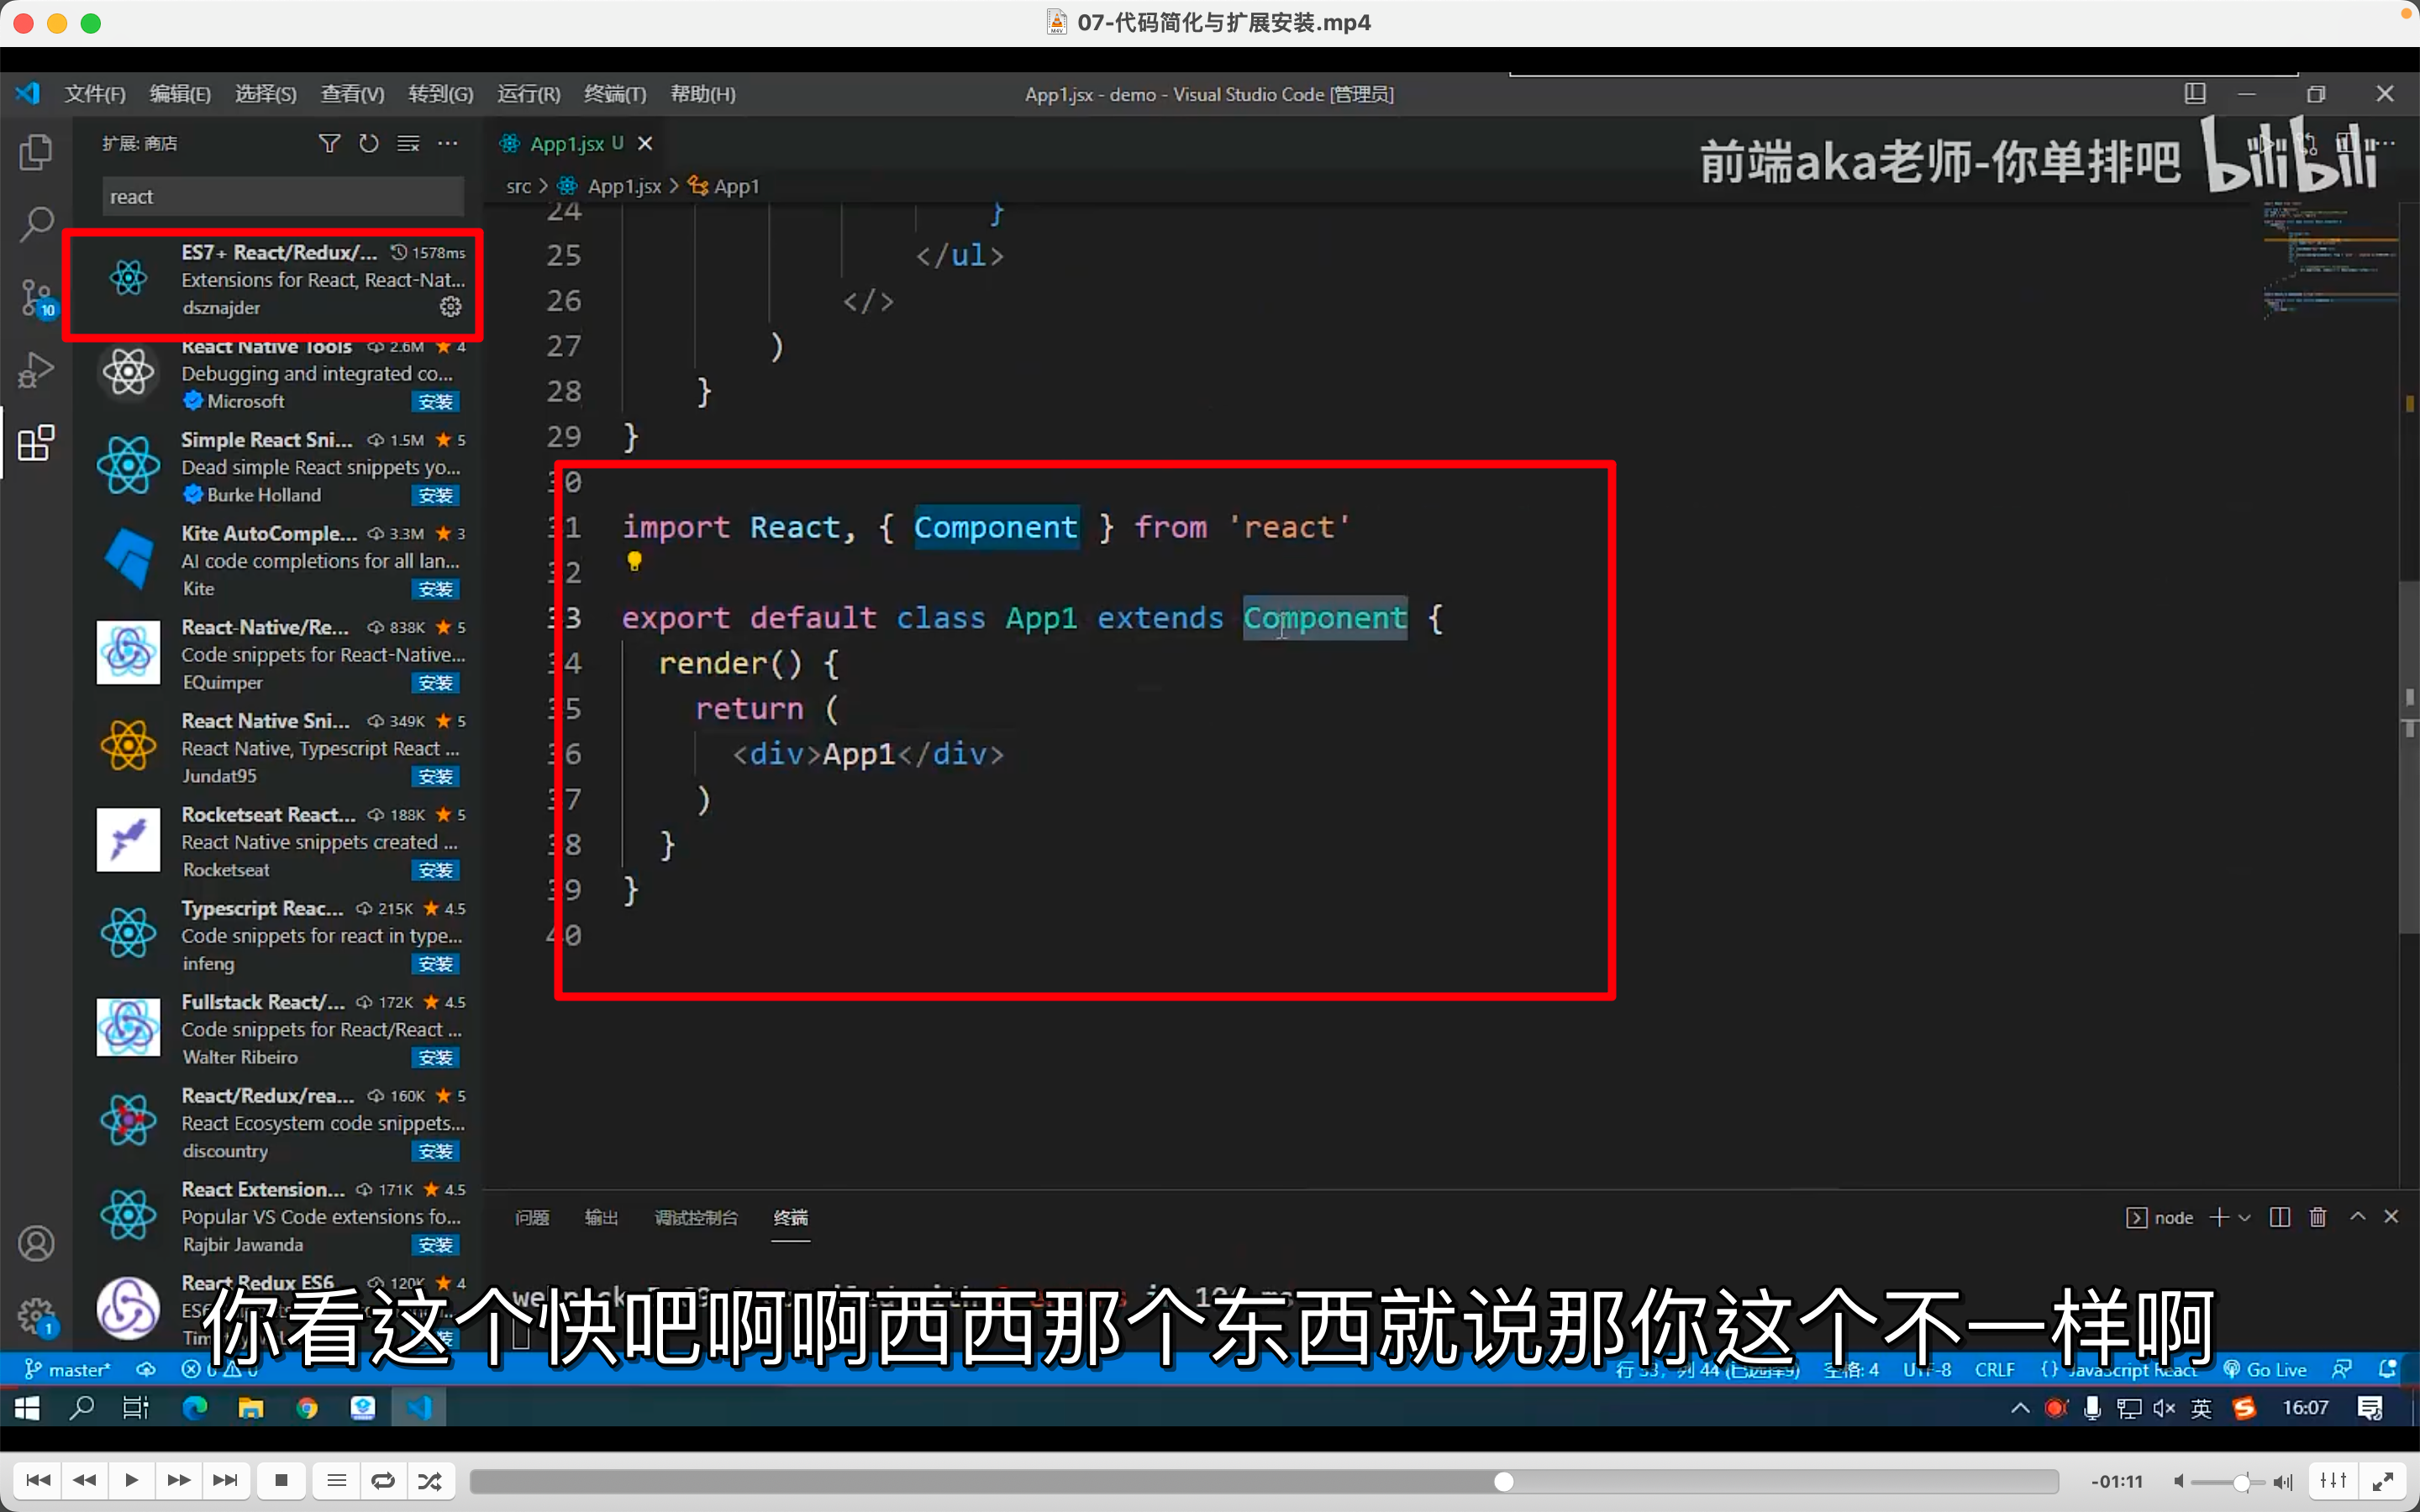 07-代码简化与扩展安装.mp4
文件(F) 编辑(E) 选择(S) 查看(V) 转到(G) 运行(R) 终端(T) 帮助(H)
App1.jsx - demo - Visual Studio Code [管理员]
扩展: 商店
App1.jsx U
前端aka老师-你单排吧 bilibili
react
src > App1.jsx > App1
ES7+ React/Redux/... 1578ms
Extensions for React, React-Nat...
dsznajder
10
React Native Tools 2.6M 4
Debugging and integrated co...
Microsoft 安装
Simple React Sni... 1.5M 5
Dead simple React snippets yo...
Burke Holland 安装
Kite AutoComple... 3.3M 3
AI code completions for all lan...
Kite 安装
React-Native/Re... 838K 5
Code snippets for React-Native...
EQuimper 安装
React Native Sni... 349K 5
React Native, Typescript React ...
Jundat95 安装
Rocketseat React... 188K 5
React Native snippets created ...
Rocketseat 安装
Typescript Reac... 215K 4.5
Code snippets for react in type...
infeng 安装
Fullstack React/... 172K 4.5
Code snippets for React/React ...
Walter Ribeiro 安装
React/Redux/rea... 160K 5
React Ecosystem code snippets...
discountry 安装
React Extension... 171K 4.5
Popular VS Code extensions fo...
Rajbir Jawanda 安装
React Redux ES6 120K 4
1
24 }
25 </ul>
26 </>
27 )
28 }
29 }
30
31 import React, { Component } from 'react'
32
33 export default class App1 extends Component {
34 render() {
35 return (
36 <div>App1</div>
37 )
38 }
39 }
40
问题 输出 调试控制台 终端
node
你看这个快吧啊啊西西那个东西就说那你这个不一样啊
master*
空格: 4 UTF-8 CRLF {} JavaScript React Go Live
英 16:07
-01:11